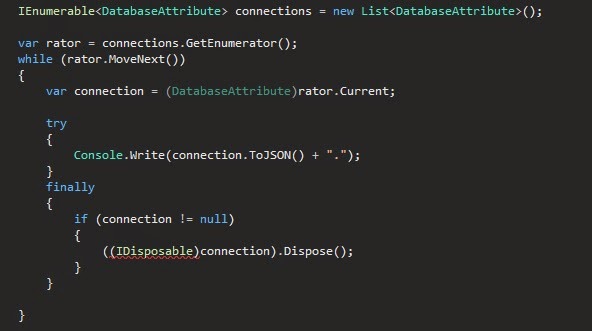 IEnumerable<DatabaseAttribute> connections = new List<DatabaseAttribute>();

var rator = connections.GetEnumerator();
while (rator.MoveNext())
{
    var connection = (DatabaseAttribute)rator.Current;

    try
    {
        Console.Write(connection.ToJSON() + ".");
    }
    finally
    {
        if (connection != null)
        {
            ((IDisposable)connection).Dispose();
        }
    }

}